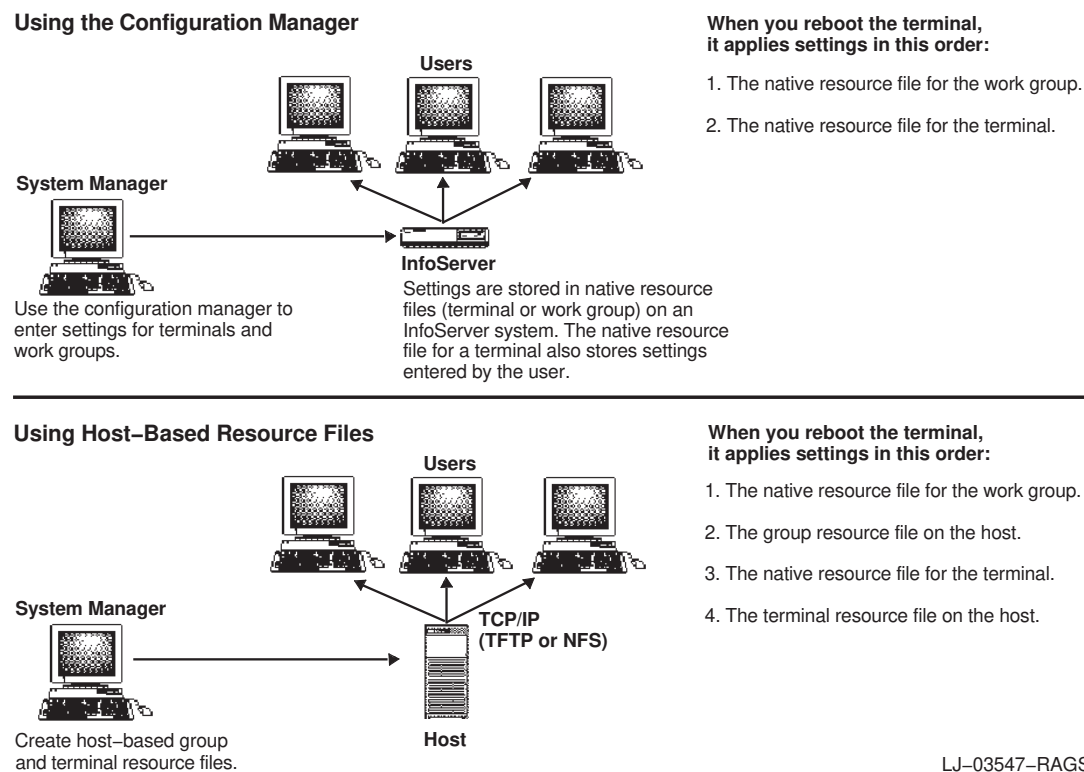 Using the Configuration Manager
Users
System Manager
Use the configuration manager to
enter settings for terminals and
work groups.
InfoServer
Settings are stored in native resource
files (terminal or work group) on an
InfoServer system. The native resource
file for a terminal also stores settings
entered by the user.
When you reboot the terminal,
it applies settings in this order:
1. The native resource file for the work group.
2. The native resource file for the terminal.
Using Host−Based Resource Files
Users
System Manager
Create host−based group
and terminal resource files.
TCP/IP
(TFTP or NFS)
Host
When you reboot the terminal,
it applies settings in this order:
1. The native resource file for the work group.
2. The group resource file on the host.
3. The native resource file for the terminal.
4. The terminal resource file on the host.
LJ−03547−RAGS